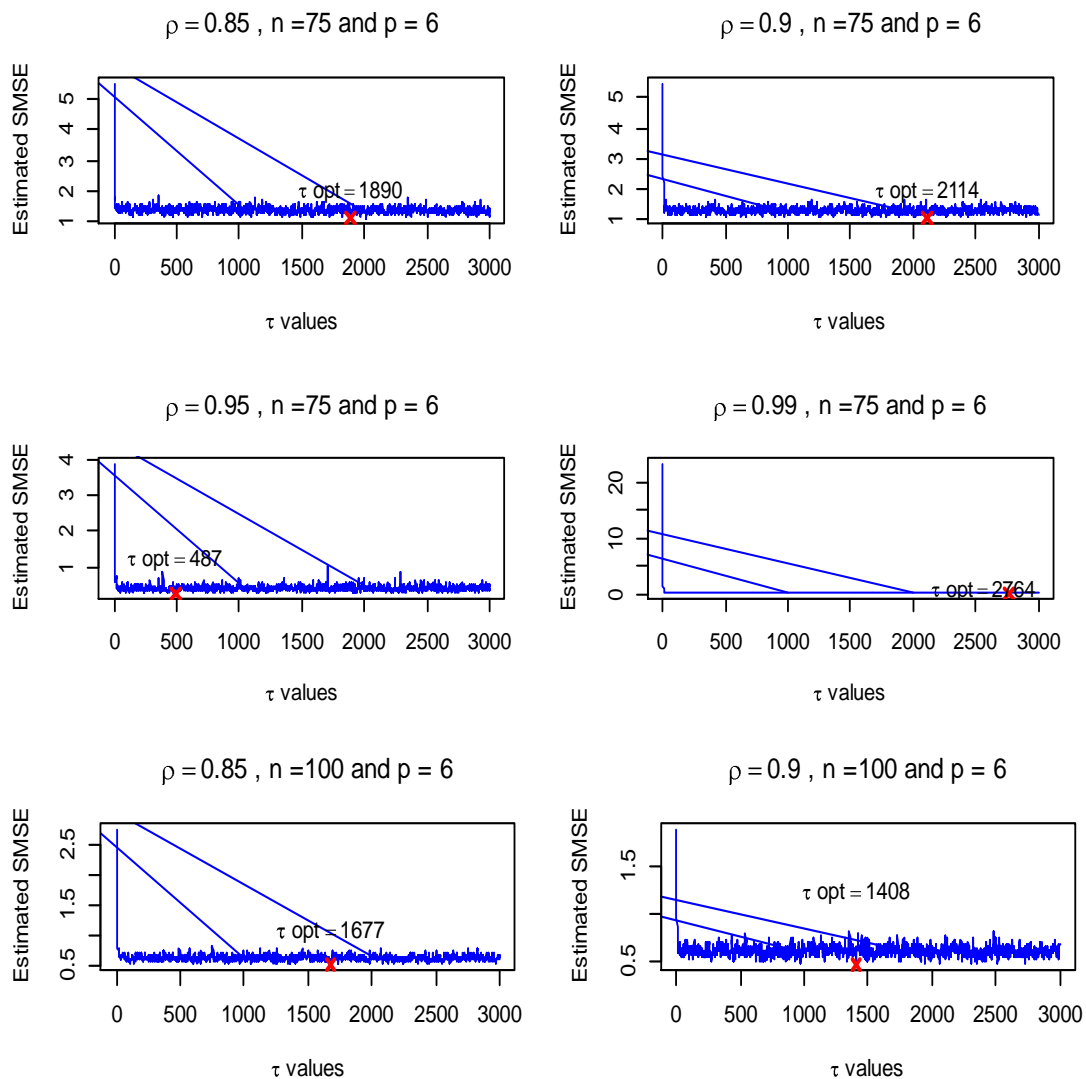 ρ = 0.85 , n =75 and p = 6
Estimated SMSE
1 2 3 4 5
τ opt = 1890
0 500 1000 1500 2000 2500 3000
τ values
ρ = 0.9 , n =75 and p = 6
Estimated SMSE
1 2 3 4 5
τ opt = 2114
0 500 1000 1500 2000 2500 3000
τ values
ρ = 0.95 , n =75 and p = 6
Estimated SMSE
1 2 3 4
τ opt = 487
0 500 1000 1500 2000 2500 3000
τ values
ρ = 0.99 , n =75 and p = 6
Estimated SMSE
0 10 20
τ opt = 2764
0 500 1000 1500 2000 2500 3000
τ values
ρ = 0.85 , n =100 and p = 6
Estimated SMSE
0.5 1.5 2.5
τ opt = 1677
0 500 1000 1500 2000 2500 3000
τ values
ρ = 0.9 , n =100 and p = 6
Estimated SMSE
0.5 1.5
τ opt = 1408
0 500 1000 1500 2000 2500 3000
τ values